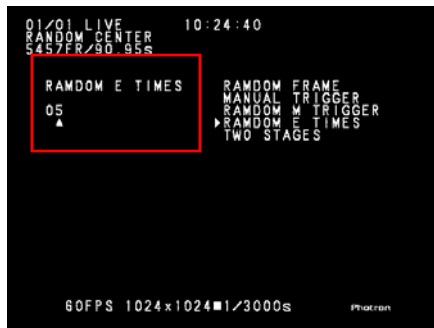 01/01 LIVE 10:24:40
RANDOM CENTER
5457FR/90.95s
RAMDOM E TIMES
05
RAMDOM FRAME
MANUAL TRIGGER
RAMDOM M TRIGGER
RAMDOM E TIMES
TWO STAGES
60FPS 1024x1024■1/3000s Photron